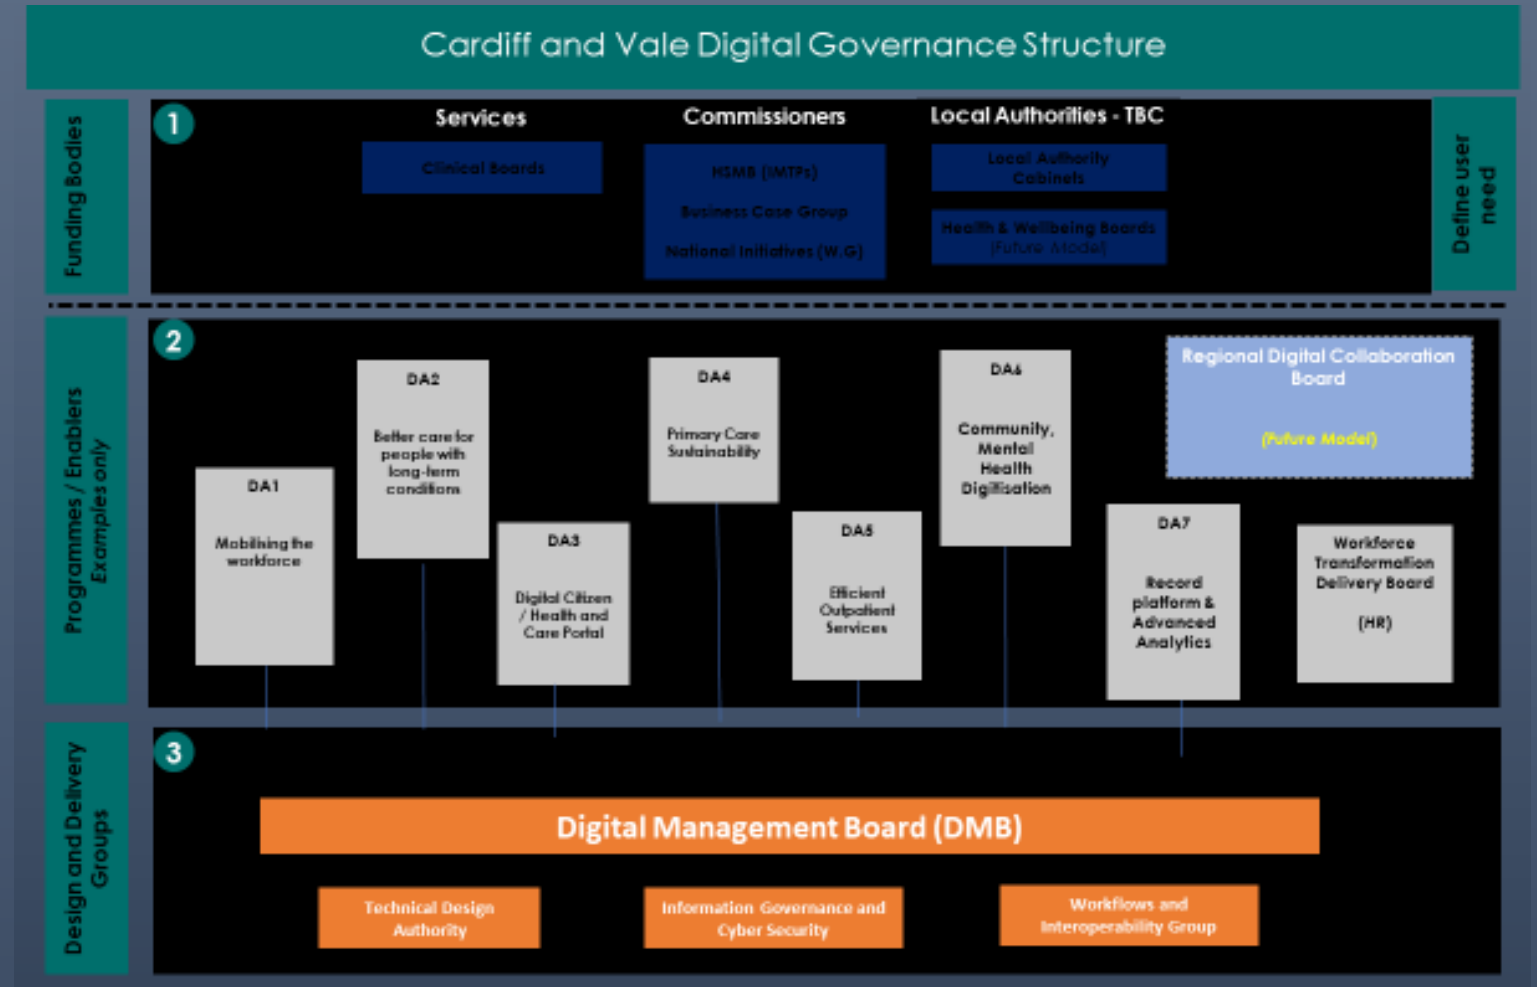 Cardiff and Vale Digital Governance Structure
Funding Bodies
1
Services
Clinical Boards
Commissioners
HSMB (IMTPs)
Business Case Group
National Initiatives (W.G)
Local Authorities - TBC
Local Authority
Cabinets
Health & Wellbeing Boards
(Future Model)
Define user
need
Programmes / Enablers
Examples only
2
DA1
Mobilising the
workforce
DA2
Better care for
people with
long-term
conditions
DA3
Digital Citizen
/ Health and
Care Portal
DA4
Primary Care
Sustainability
DA5
Efficient
Outpatient
Services
DA6
Community,
Mental
Health
Digitisation
DA7
Record
platform &
Advanced
Analytics
Regional Digital Collaboration
Board
(Future Model)
Workforce
Transformation
Delivery Board
(HR)
Design and Delivery
Groups
3
Digital Management Board (DMB)
Technical Design
Authority
Information Governance and
Cyber Security
Workflows and
Interoperability Group